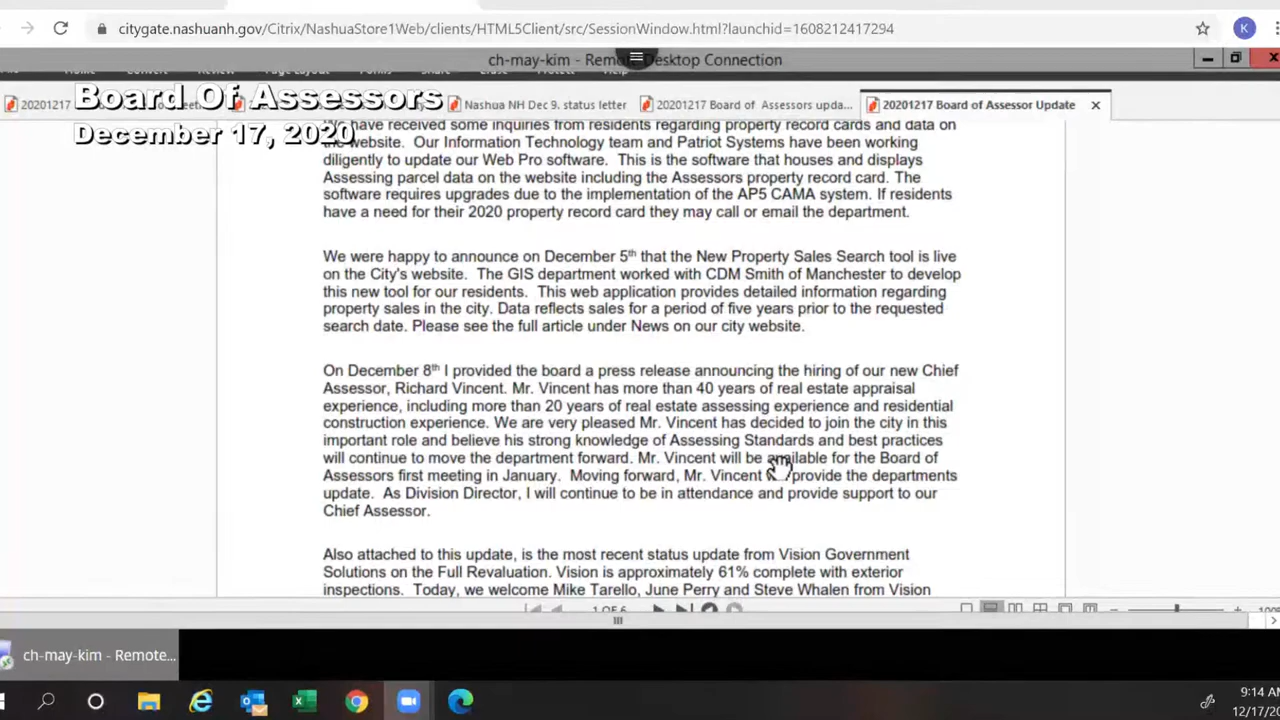 citygate.nashuanh.gov/Citrix/NashuaStore1Web/clients/HTML5Client/src/SessionWindow.html?launchid=1608212417294
K
ch-may-kim - Remote Desktop Connection
Board Of Assessors
December 17, 2020
20201217
Nashua NH Dec 9. status letter
20201217 Board of Assessors upda...
20201217 Board of Assessor Update
We have received some inquiries from residents regarding property record cards and data on
the website. Our Information Technology team and Patriot Systems have been working
diligently to update our Web Pro software. This is the software that houses and displays
Assessing parcel data on the website including the Assessors property record card. The
software requires upgrades due to the implementation of the AP5 CAMA system. If residents
have a need for their 2020 property record card they may call or email the department.
We were happy to announce on December 5th that the New Property Sales Search tool is live
on the City's website. The GIS department worked with CDM Smith of Manchester to develop
this new tool for our residents. This web application provides detailed information regarding
property sales in the city. Data reflects sales for a period of five years prior to the requested
search date. Please see the full article under News on our city website.
On December 8th I provided the board a press release announcing the hiring of our new Chief
Assessor, Richard Vincent. Mr. Vincent has more than 40 years of real estate appraisal
experience, including more than 20 years of real estate assessing experience and residential
construction experience. We are very pleased Mr. Vincent has decided to join the city in this
important role and believe his strong knowledge of Assessing Standards and best practices
will continue to move the department forward. Mr. Vincent will be available for the Board of
Assessors first meeting in January. Moving forward, Mr. Vincent provide the departments
update. As Division Director, I will continue to be in attendance and provide support to our
Chief Assessor.
Also attached to this update, is the most recent status update from Vision Government
Solutions on the Full Revaluation. Vision is approximately 61% complete with exterior
inspections. Today, we welcome Mike Tarello, June Perry and Steve Whalen from Vision
1 OF 6
ch-may-kim - Remote...
9:14 AM
12/17/20